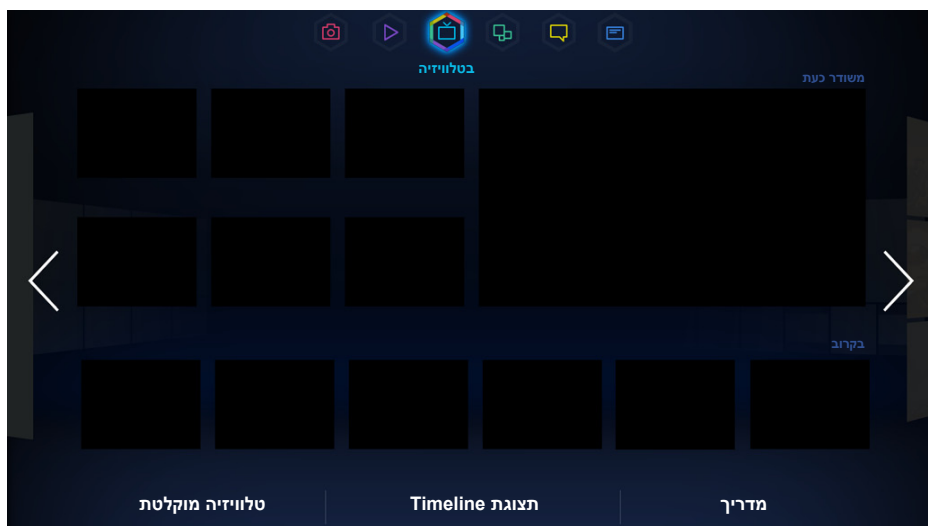 בטלוויזיה
משודר כעת
בקרוב
מדריך
תצוגת Timeline
טלוויזיה מוקלטת